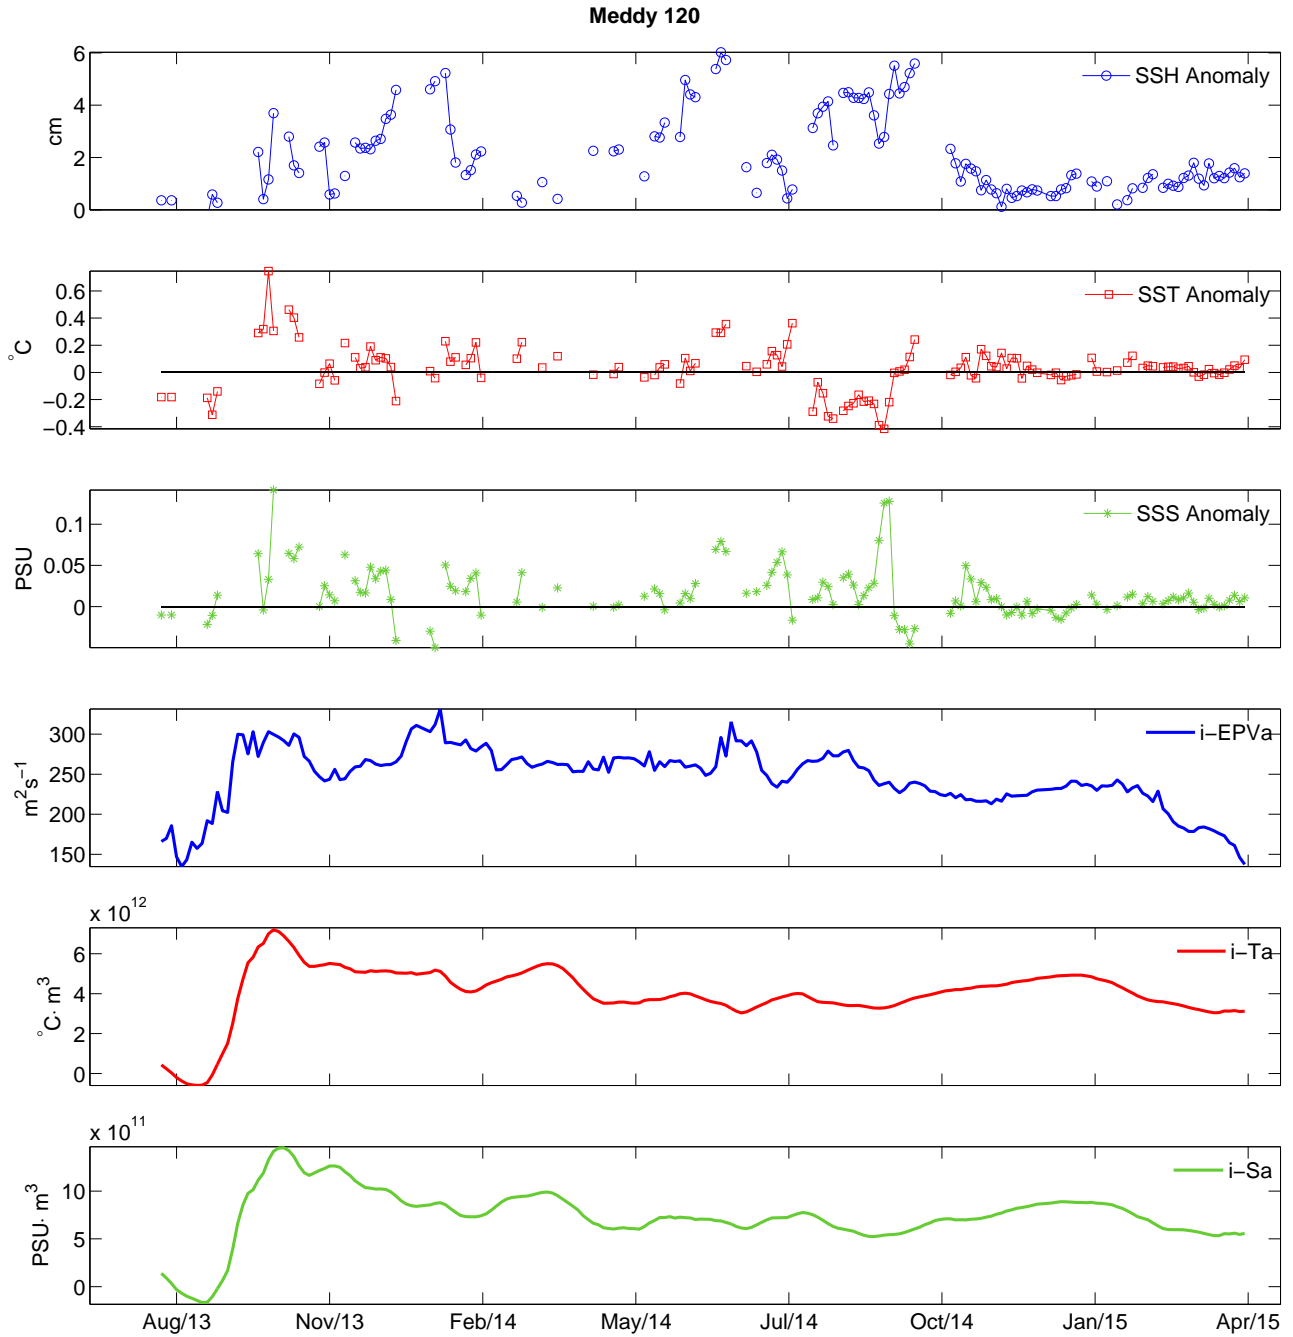 Meddy 120
6
4
2
0
cm
SSH Anomaly
0.6
0.4
0.2
0
−0.2
−0.4
°C
SST Anomaly
0.1
0.05
0
PSU
SSS Anomaly
300
250
200
150
m²s⁻¹
i−EPVa
x 10¹²
6
4
2
0
°C· m³
i−Ta
x 10¹¹
10
5
0
PSU· m³
i−Sa
Aug/13 Nov/13 Feb/14 May/14 Jul/14 Oct/14 Jan/15 Apr/15